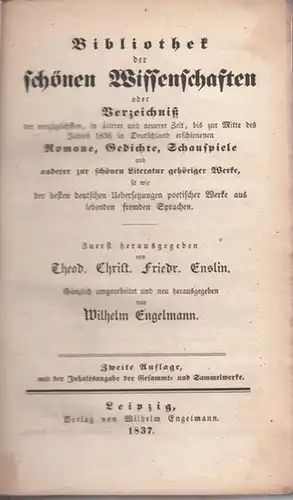 Bibliothek
der
schönen Wissenschaften
oder
Verzeichniß
der vorzüglichsten, in älterer und neuerer Zeit, bis zur Mitte des
Jahres 1836 in Deutschland erschienenen
Romane, Gedichte, Schauspiele
und
anderer zur schönen Literatur gehöriger Werke,
so wie
der besten deutschen Uebersetzungen poetischer Werke aus
lebenden fremden Sprachen.
Zuerst herausgegeben
von
Theod. Christ. Friedr. Enslin.
Gänzlich umgearbeitet und neu herausgegeben
von
Wilhelm Engelmann.
Zweite Auflage,
mit der Inhaltsangabe der Gesammt- und Sammelwerke.
Leipzig,
Verlag von Wilhelm Engelmann.
1837.